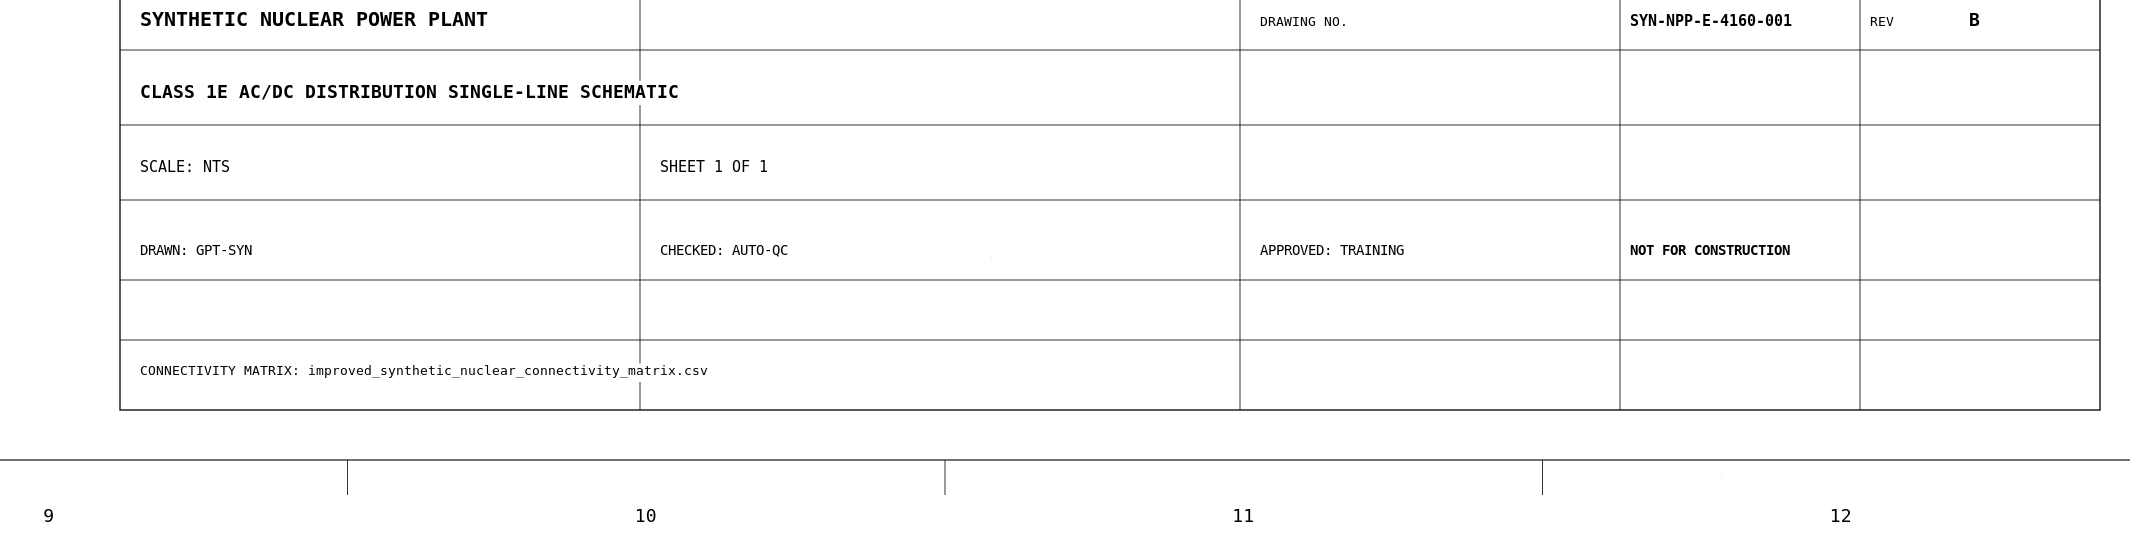 SYNTHETIC NUCLEAR POWER PLANT DRAWING NO. SYN-NPP-E-4160-001 REV B
CLASS 1E AC/DC DISTRIBUTION SINGLE-LINE SCHEMATIC
SCALE: NTS SHEET 1 OF 1
DRAWN: GPT-SYN CHECKED: AUTO-QC APPROVED: TRAINING NOT FOR CONSTRUCTION
CONNECTIVITY MATRIX: improved_synthetic_nuclear_connectivity_matrix.csv
9 10 11 12